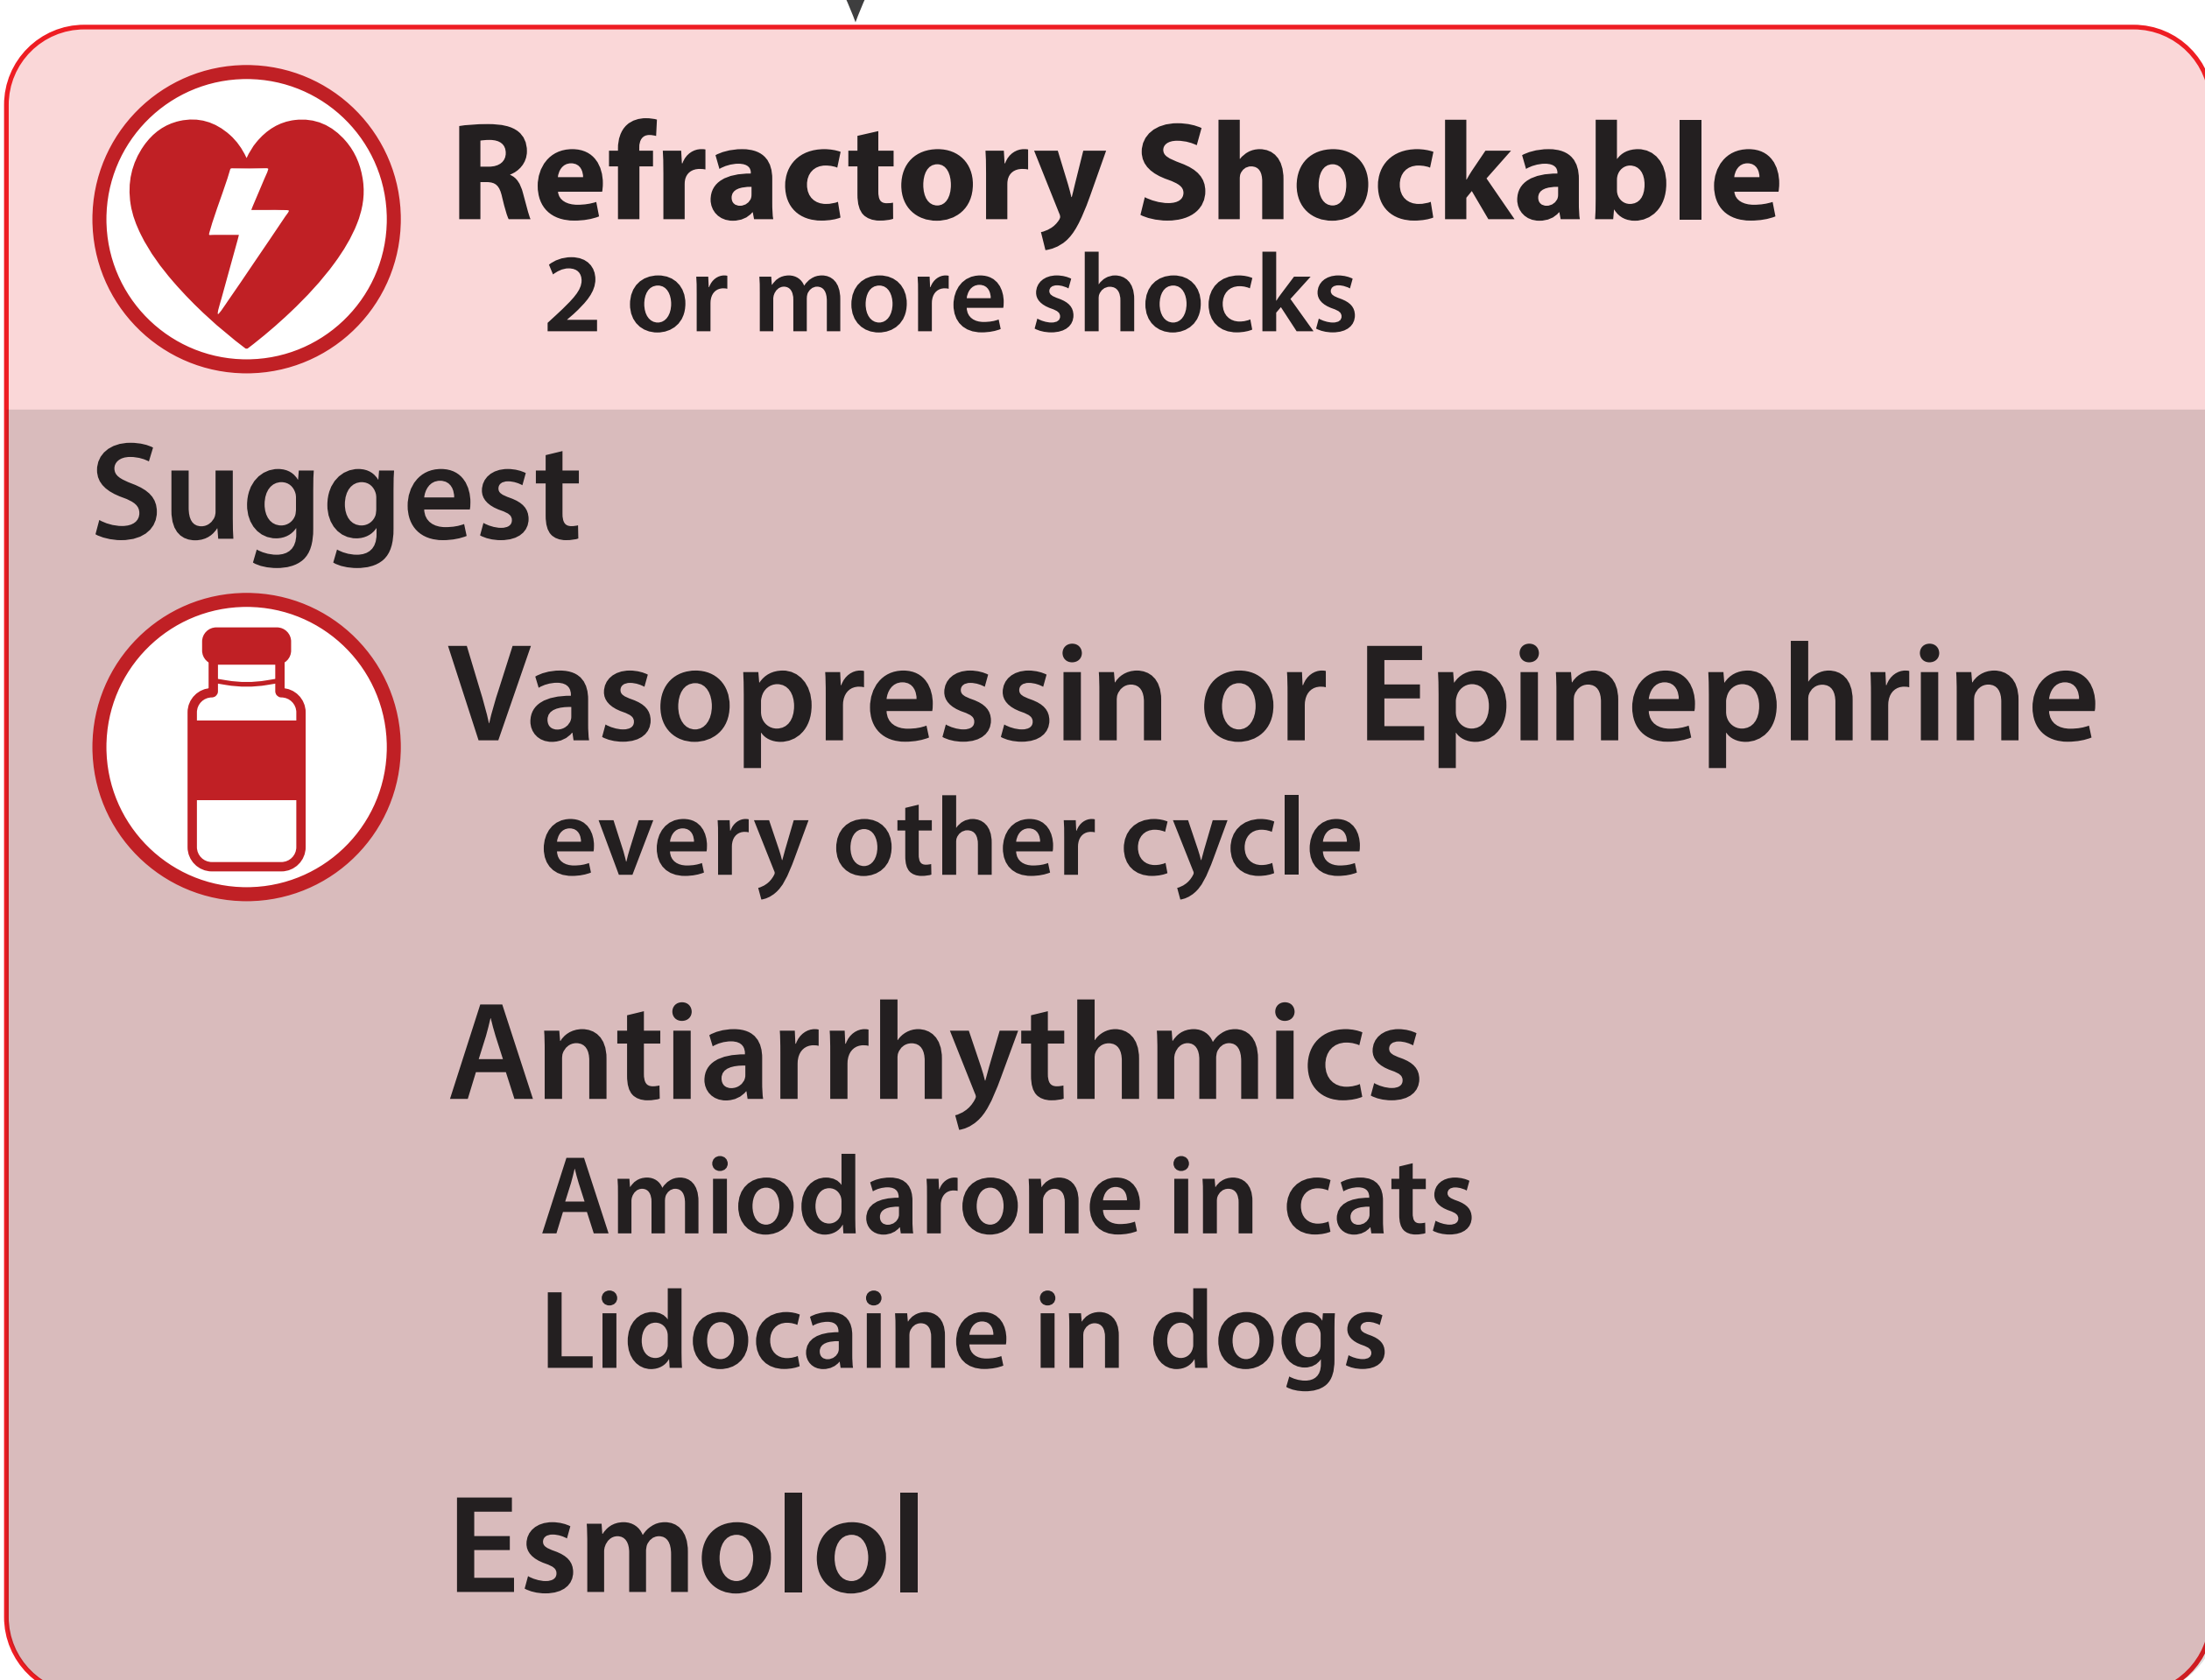 Refractory Shockable
2 or more shocks
Suggest
Vasopressin or Epinephrine
every other cycle
Antiarrhythmics
Amiodarone in cats
Lidocaine in dogs
Esmolol